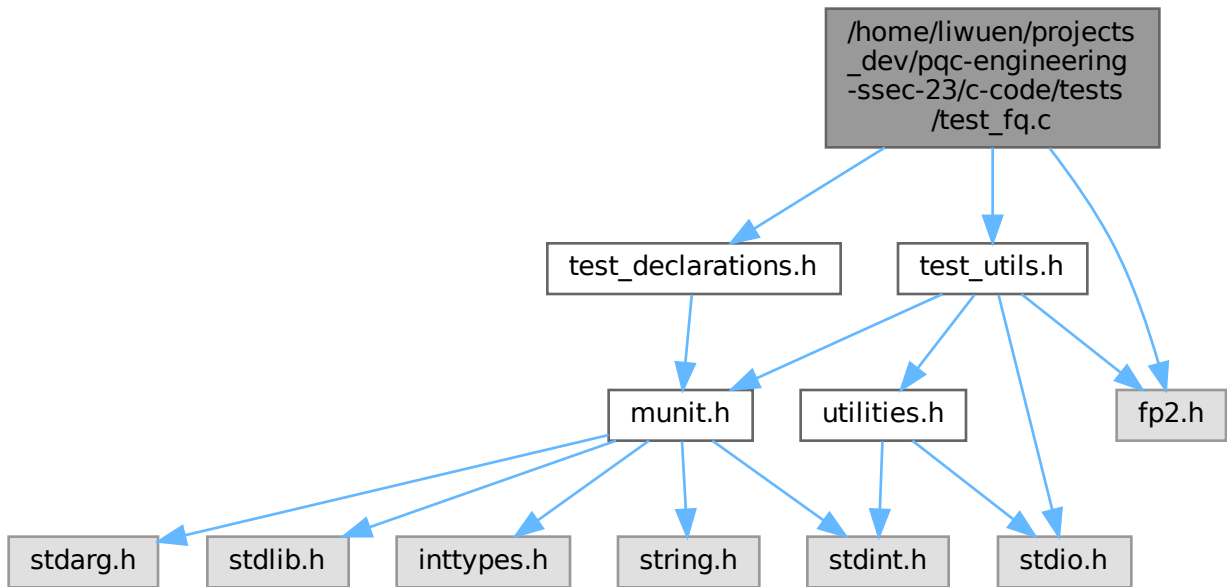 /home/liwuen/projects
_dev/pqc-engineering
-ssec-23/c-code/tests
/test_fq.c
test_declarations.h
test_utils.h
munit.h
utilities.h
fp2.h
stdarg.h
stdlib.h
inttypes.h
string.h
stdint.h
stdio.h